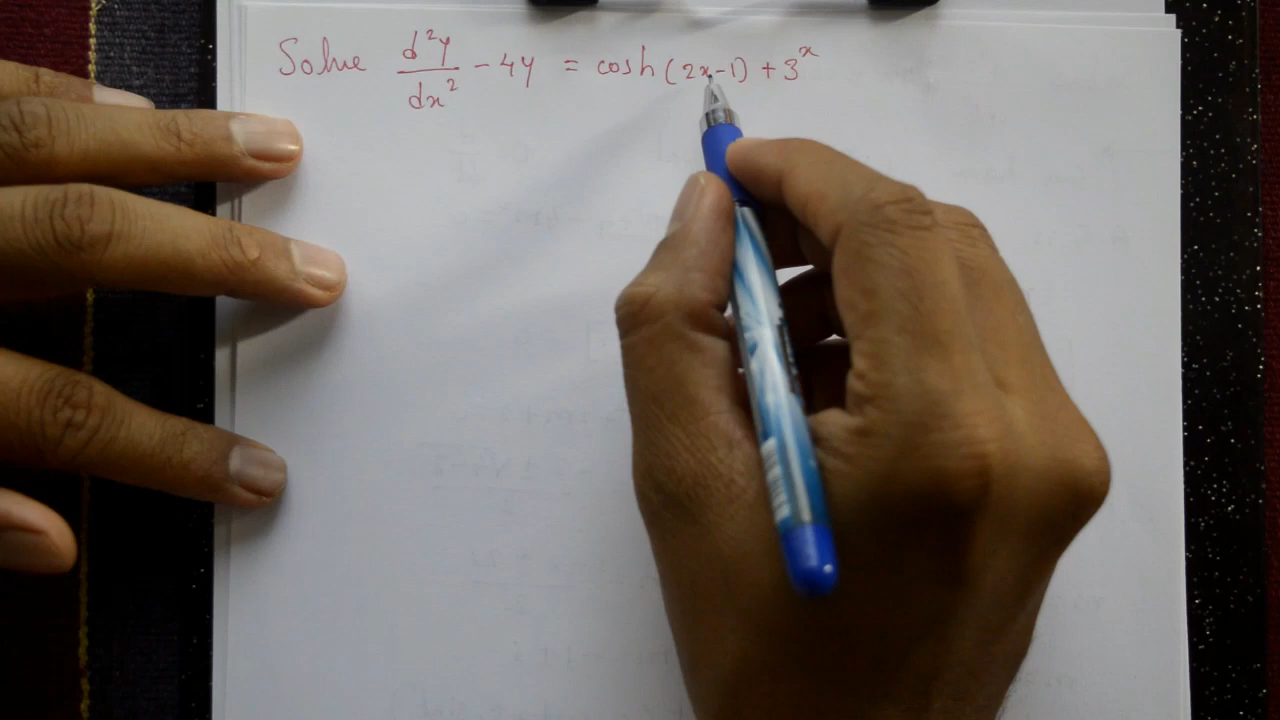 Solve d²y/dx² - 4y = cosh (2x-1) + 3^x